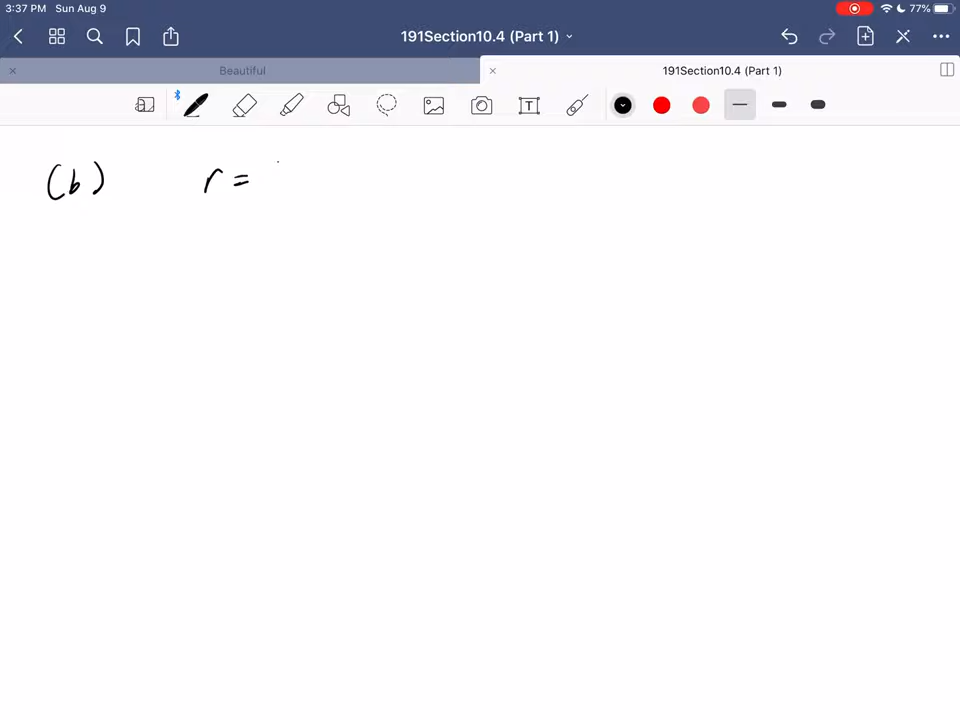 3:37 PM Sun Aug 9
77%
191Section10.4 (Part 1)
Beautiful
191Section10.4 (Part 1)
T
(b) r =